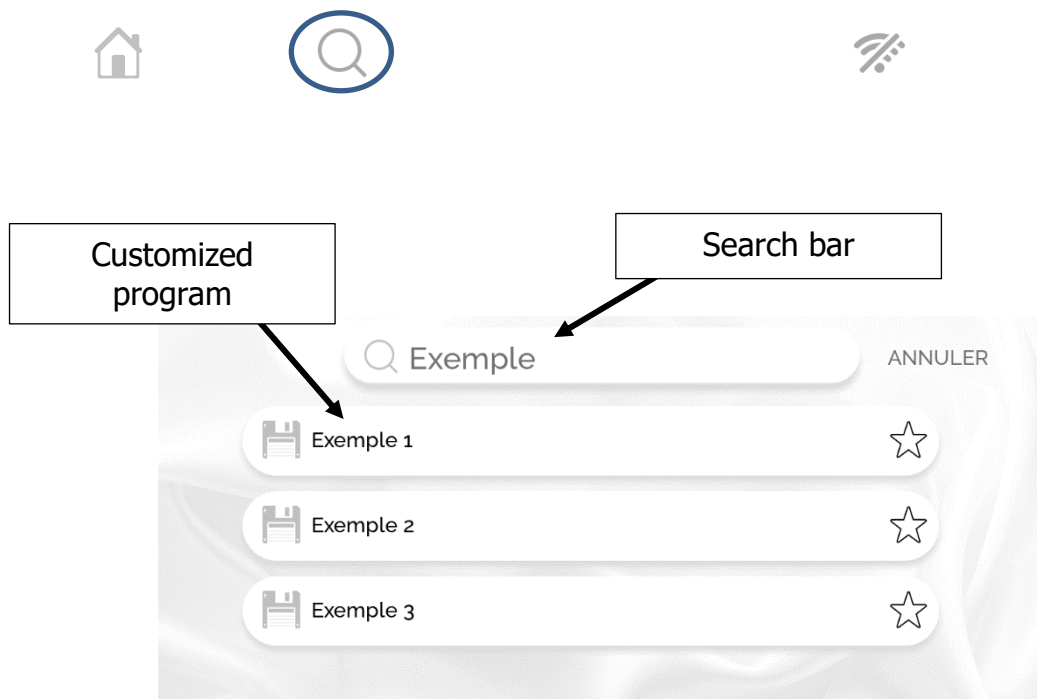 Customized
program
Search bar
Exemple
ANNULER
Exemple 1
Exemple 2
Exemple 3